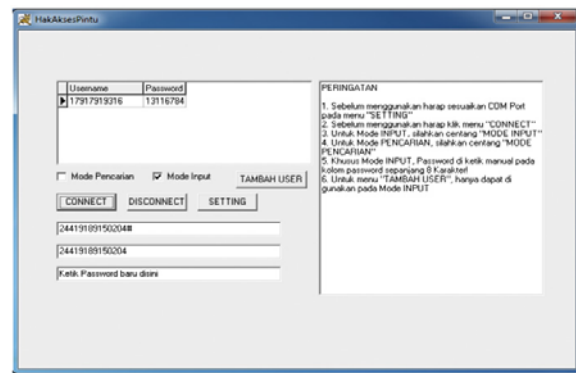 HakAksesPintu
Username Password
17917919316 13116784
Mode Pencarian Mode Input TAMBAH USER
CONNECT DISCONNECT SETTING
24419189150204#
24419189150204
Ketik Password baru disini
PERINGATAN
1. Sebelum menggunakan harap sesuaikan COM Port
pada menu "SETTING"
2. Sebelum menggunakan harap klik menu "CONNECT"
3. Untuk Mode INPUT, silahkan centang "MODE INPUT"
4. Untuk Mode PENCARIAN, silahkan centang "MODE
PENCARIAN"
5. Khusus Mode INPUT, Password di ketik manual pada
kolom password sepanjang 8 Karakter!
6. Untuk menu "TAMBAH USER", hanya dapat di
gunakan pada Mode INPUT